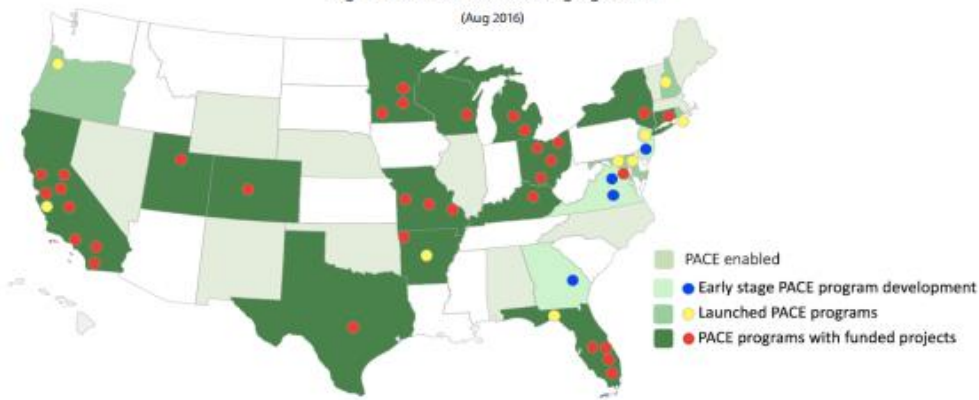 (Aug 2016)
PACE enabled
Early stage PACE program development
Launched PACE programs
PACE programs with funded projects